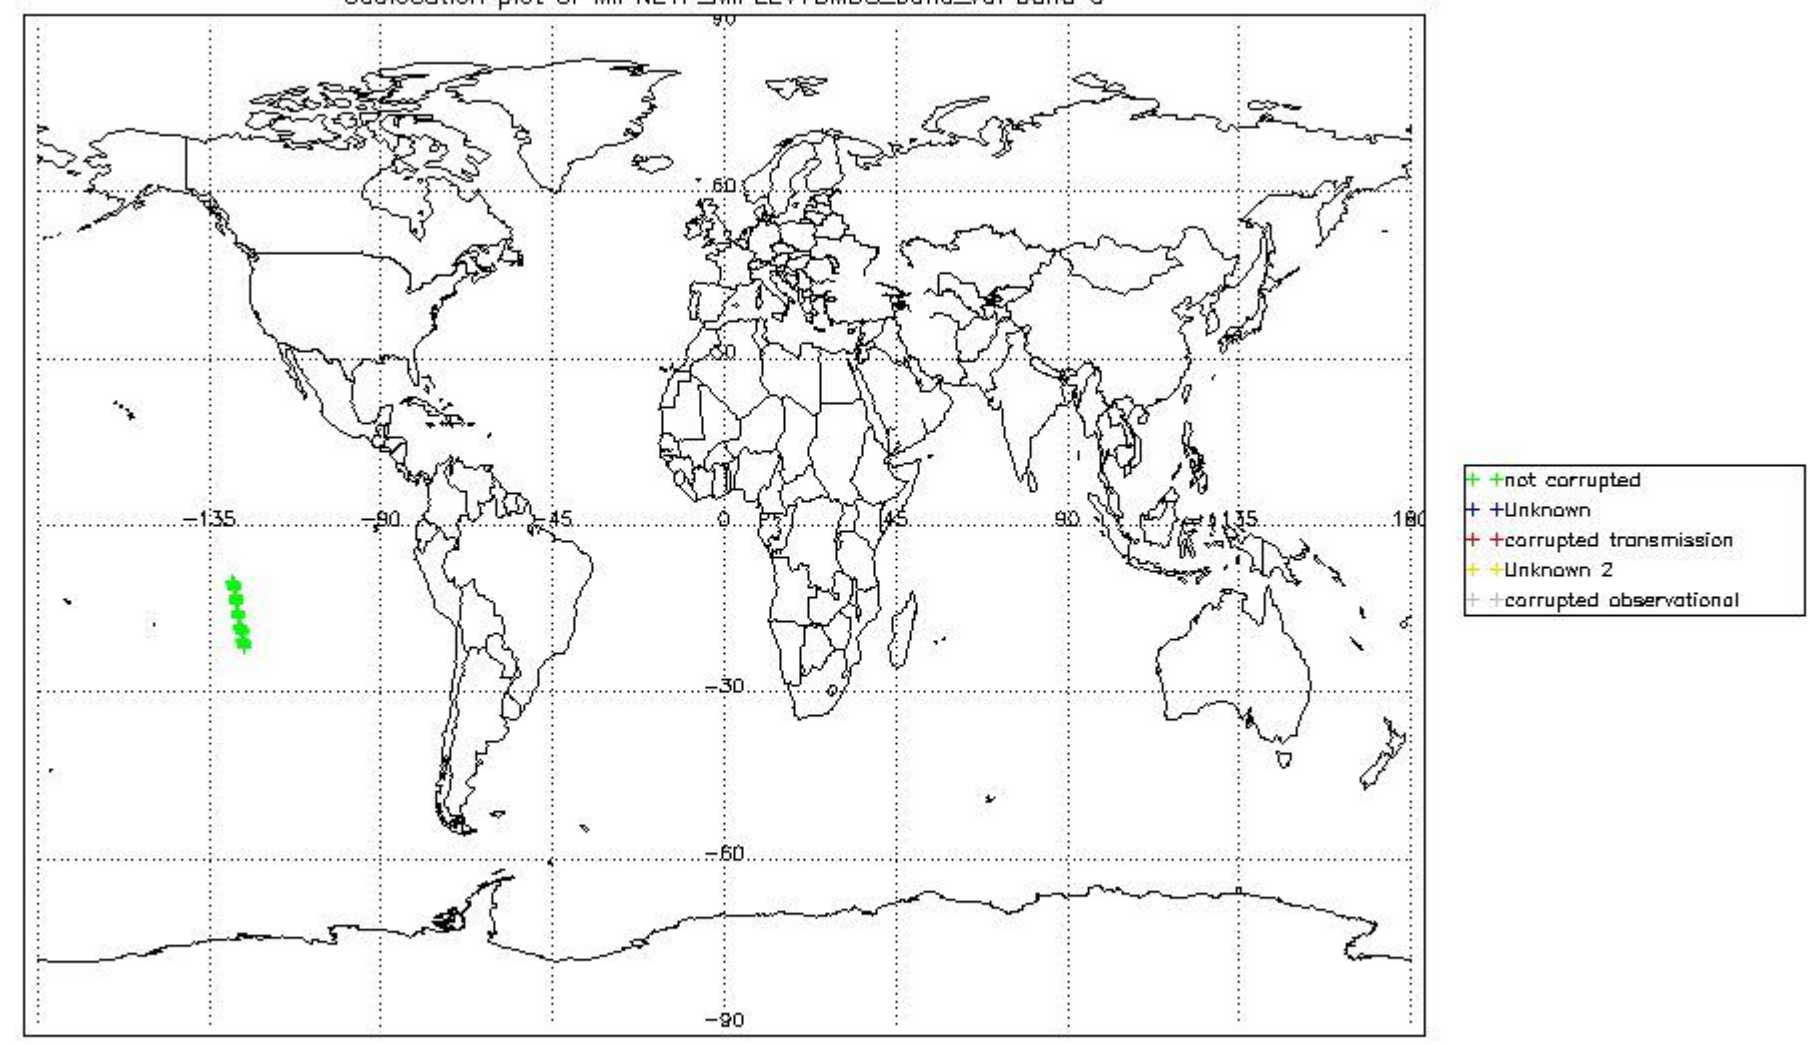 90
60
30
-135 -90 -45 0 45 90 135 180
-30
-60
-90
not corrupted
Unknown
corrupted transmission
Unknown 2
corrupted observational